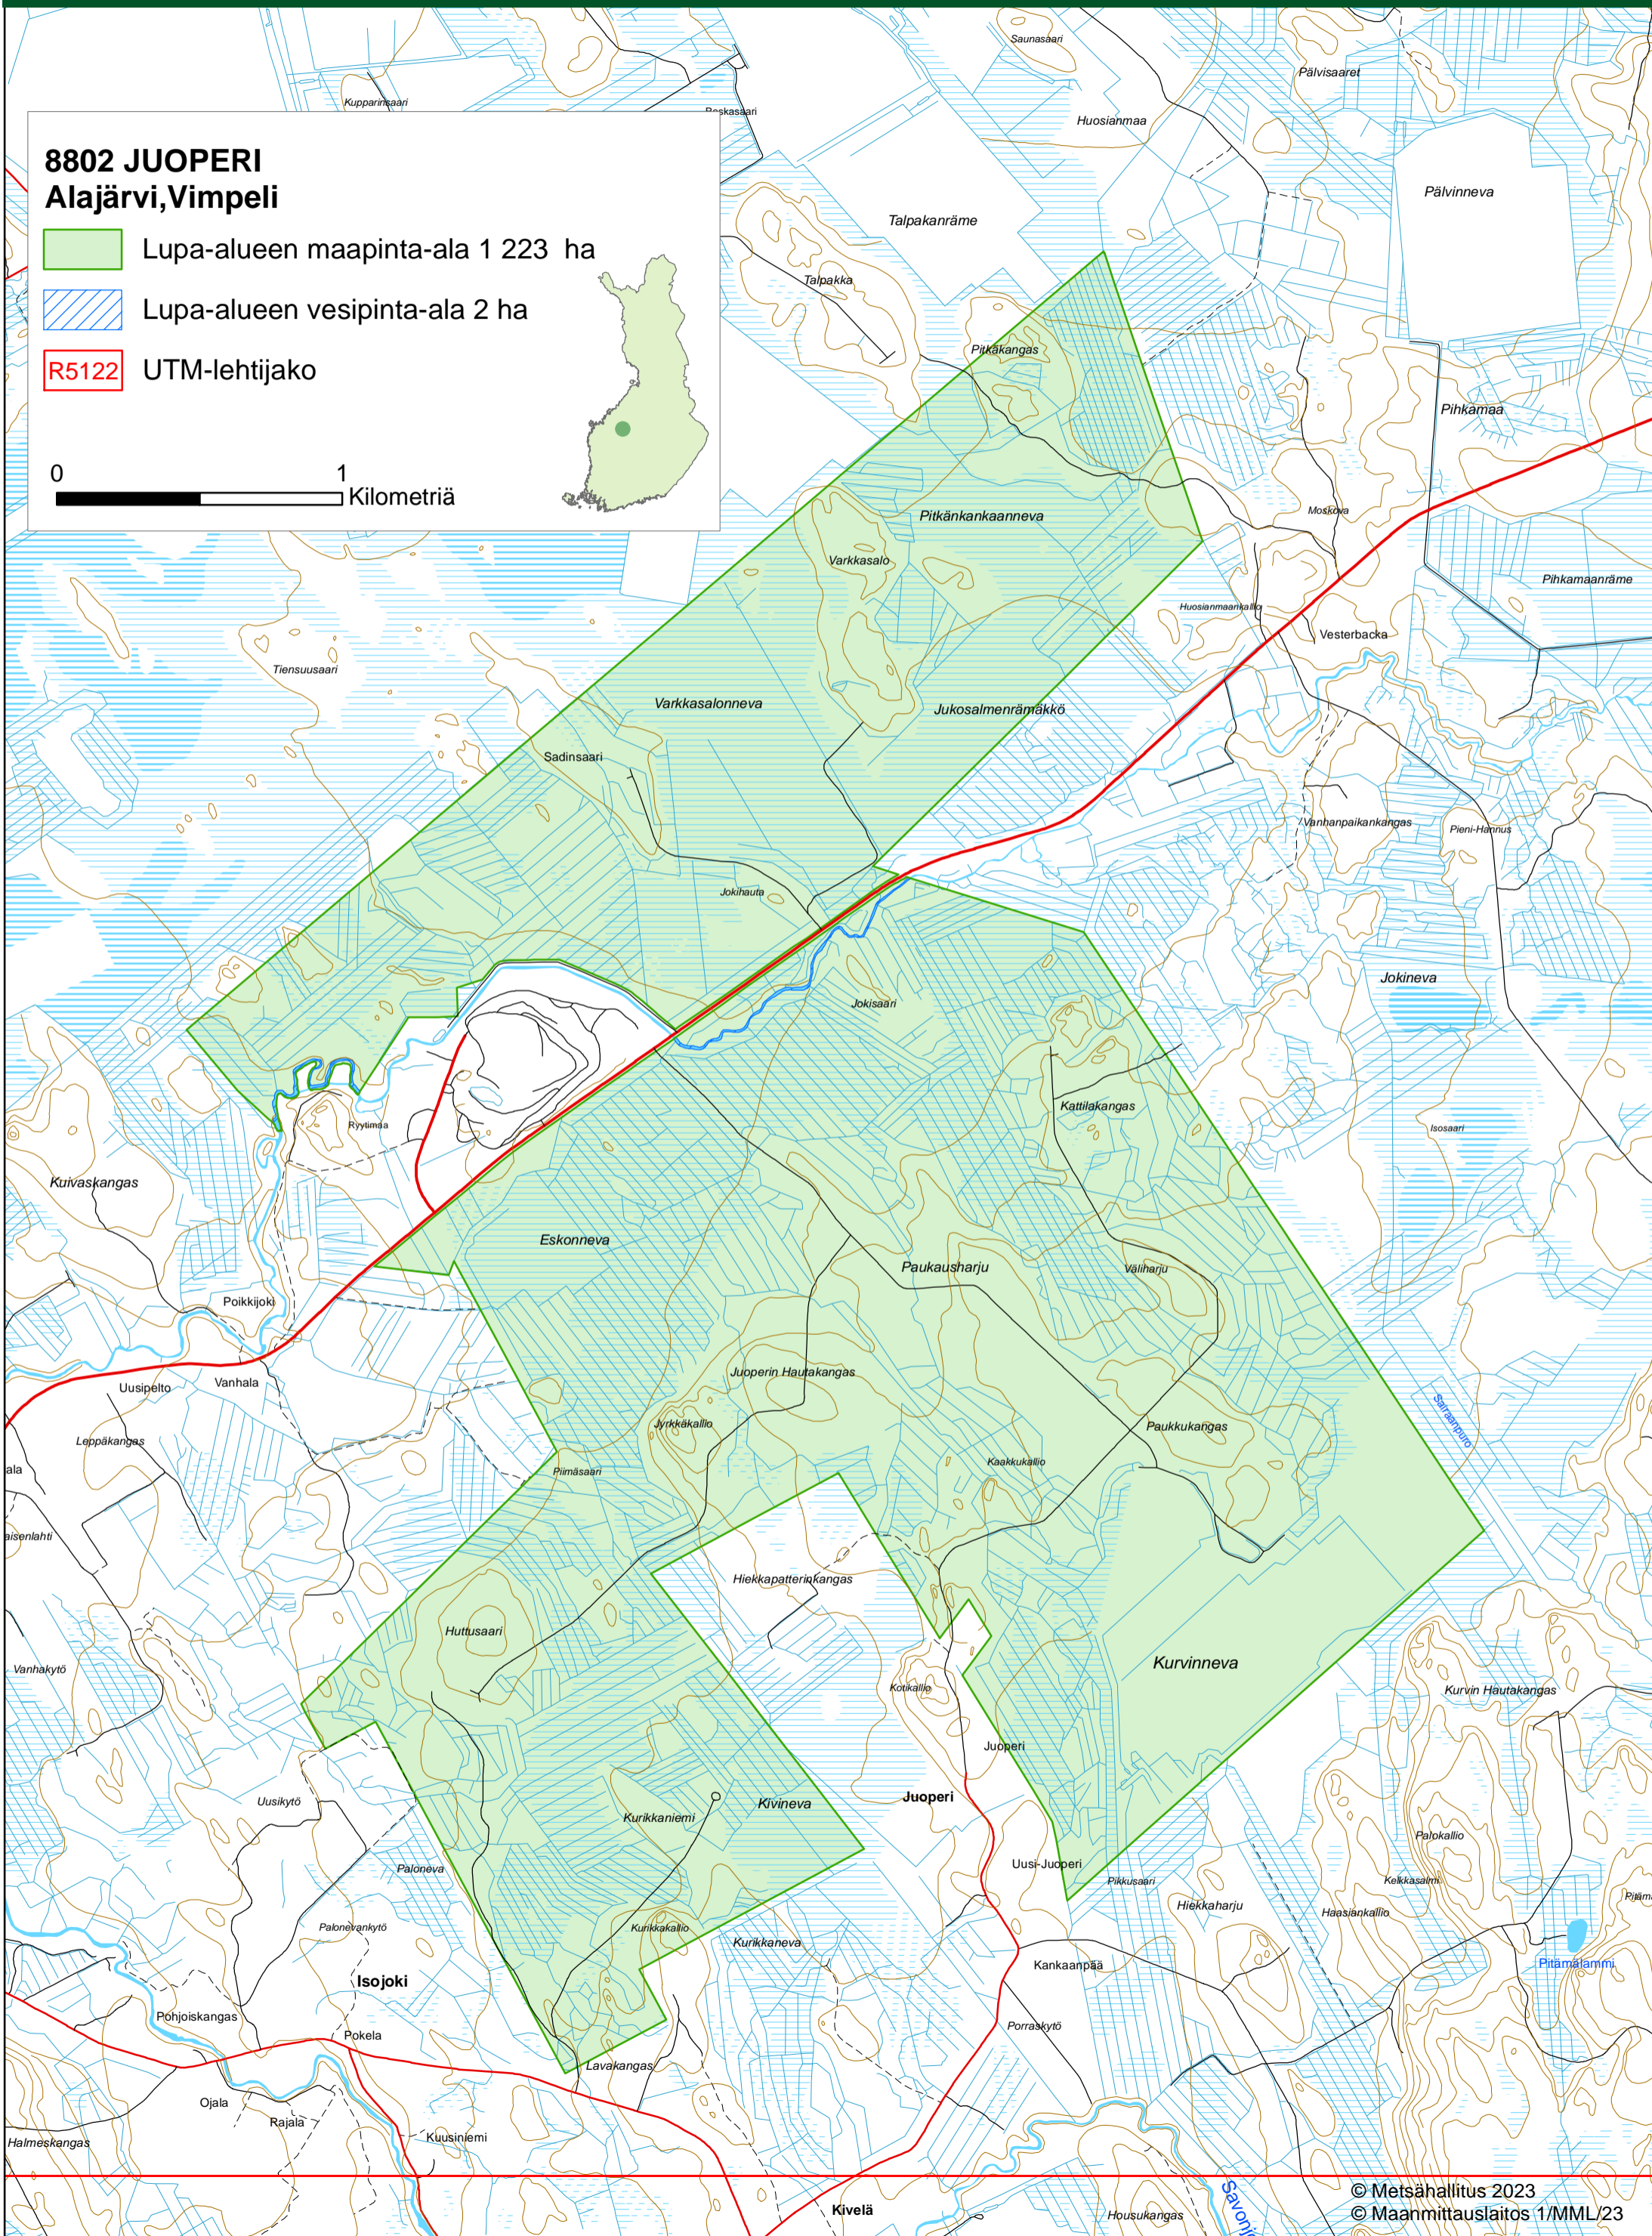 Saunasaari
Pälvisaaret
Kupparinsaari
Huosianmaa
8802 JUOPERI
Alajärvi,Vimpeli
Lupa-alueen maapinta-ala 1 223 ha
Lupa-alueen vesipinta-ala 2 ha
R5122 UTM-lehtijako
0 1
Kilometriä
Pälvinneva
Talpakanräme
Talpakka
Pitkäkangas
Pihkamaa
Moskova
Pitkänkankaanneva
Varkkasalo
Pihkamaanräme
Huosianmaankallio
Vesterbacka
Tiensuusaari
Varkkasalonneva
Jukosalmenrämäkkö
Sadinsaari
Vanhanpaikankangas
Pieni-Hannus
Jokihauta
Jokineva
Jokisaari
Kattilakangas
Ryytimaa
Isosaari
Kuivaskangas
Eskonneva
Paukausharju
Väliharju
Poikkijoki
Juoperin Hautakangas
Vanhala
Uusipelto
Jyrkkäkallio
Paukkukangas
Sairaanpuro
Leppäkangas
Kaakkukallio
Piimäsaari
ala
aisenlahti
Hiekkapatterinkangas
Huttusaari
Vanhakytö
Kurvinneva
Kotikallio
Kurvin Hautakangas
Juoperi
Uusikytö
Juoperi
Kivineva
Kurikkaniemi
Palokallio
Uusi-Juoperi
Paloneva
Pikkusaari
Kelkkasalmi
Hiekkaharju
Haasiankallio
Palonevankytö
Kurikkakallio
Kurikkaneva
Pitämälammi
Kankaanpää
Isojoki
Pohjoiskangas
Porraskytö
Pokela
Lavakangas
Ojala
Rajala
Kuusiniemi
Halmeskangas
Kivelä
Housukangas
© Metsähallitus 2023
© Maanmittauslaitos 1/MML/23